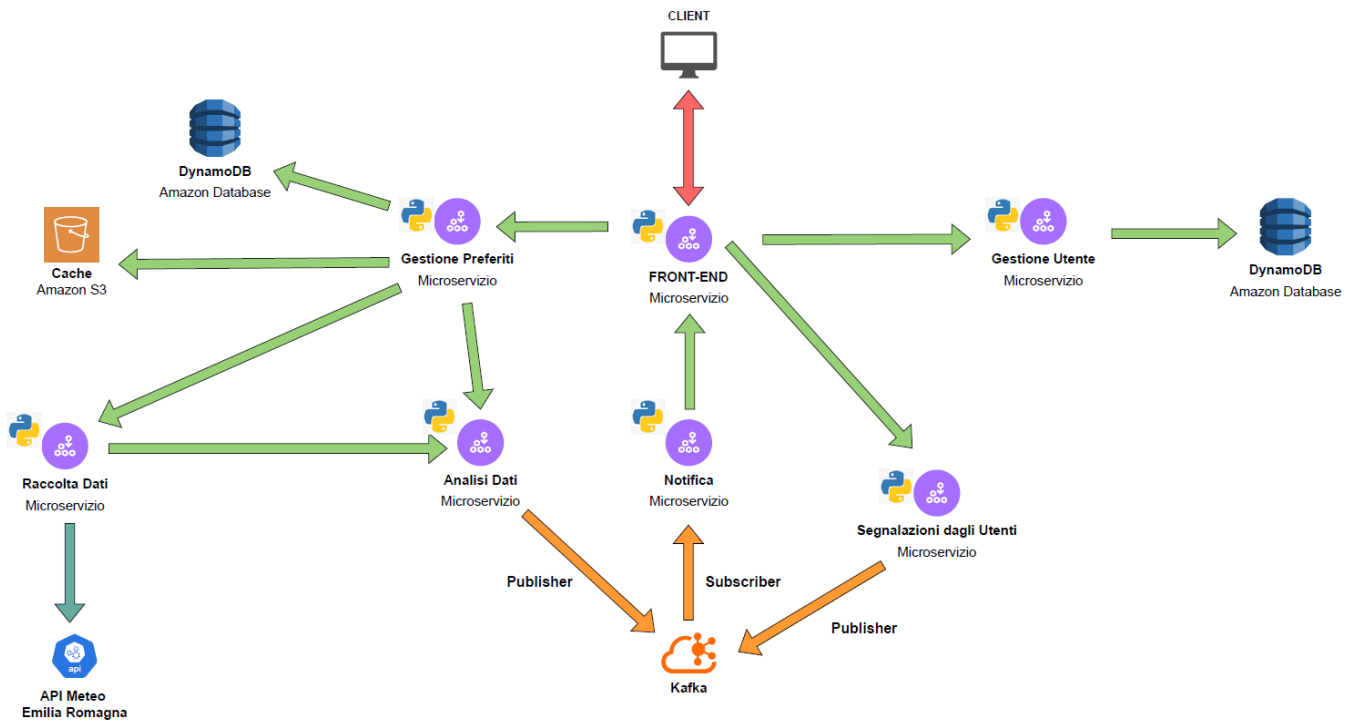 CLIENT
DynamoDB
Amazon Database
Cache
Amazon S3
Gestione Preferiti
Microservizio
FRONT-END
Microservizio
Gestione Utente
Microservizio
DynamoDB
Amazon Database
Raccolta Dati
Microservizio
Analisi Dati
Microservizio
Notifica
Microservizio
Segnalazioni dagli Utenti
Microservizio
Publisher
Subscriber
Publisher
api
API Meteo
Emilia Romagna
Kafka